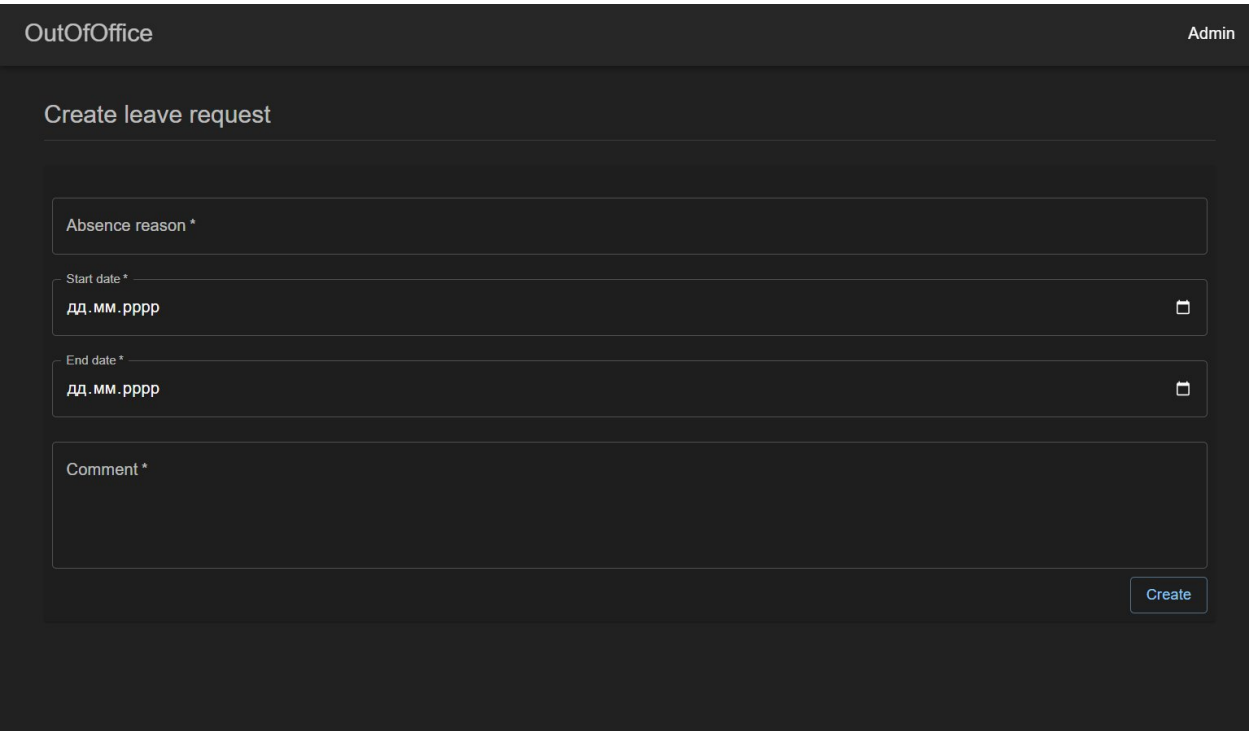 OutOfOffice
Admin
Create leave request
Absence reason *
Start date *
дд.мм.рррр
End date *
дд.мм.рррр
Comment *
Create